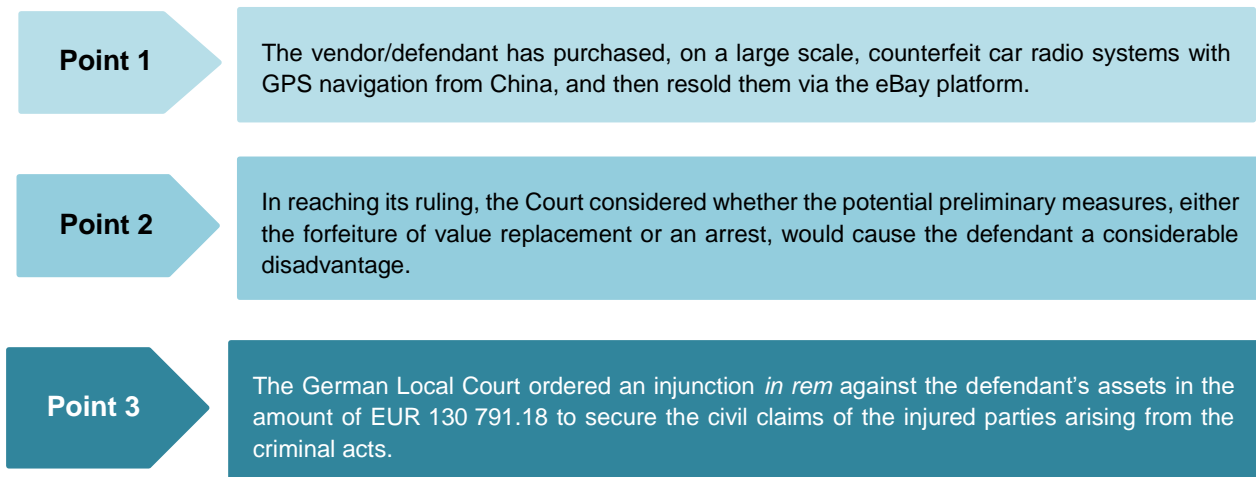 Point 1
The vendor/defendant has purchased, on a large scale, counterfeit car radio systems with
GPS navigation from China, and then resold them via the eBay platform.
Point 2
In reaching its ruling, the Court considered whether the potential preliminary measures, either
the forfeiture of value replacement or an arrest, would cause the defendant a considerable
disadvantage.
Point 3
The German Local Court ordered an injunction in rem against the defendant's assets in the
amount of EUR 130 791.18 to secure the civil claims of the injured parties arising from the
criminal acts.